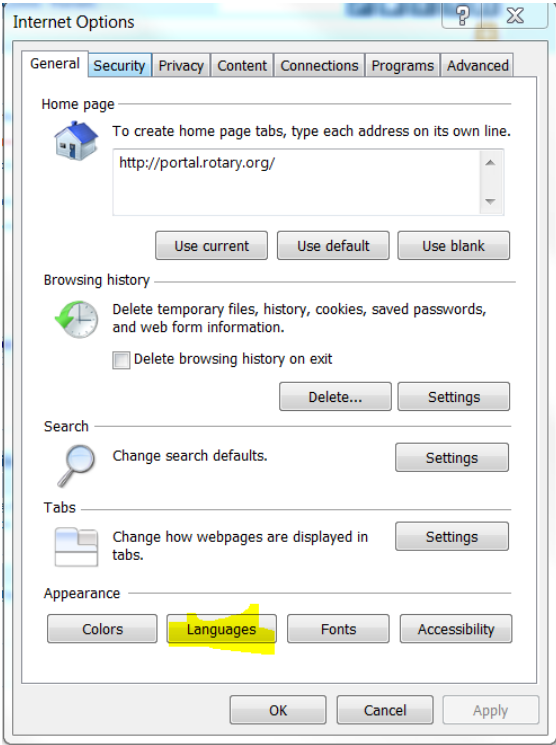 Internet Options
General Security Privacy Content Connections Programs Advanced
Home page
To create home page tabs, type each address on its own line.
http://portal.rotary.org/
Use current Use default Use blank
Browsing history
Delete temporary files, history, cookies, saved passwords,
and web form information.
Delete browsing history on exit
Delete... Settings
Search
Change search defaults. Settings
Tabs
Change how webpages are displayed in
tabs.
Settings
Appearance
Colors Languages Fonts Accessibility
OK Cancel Apply